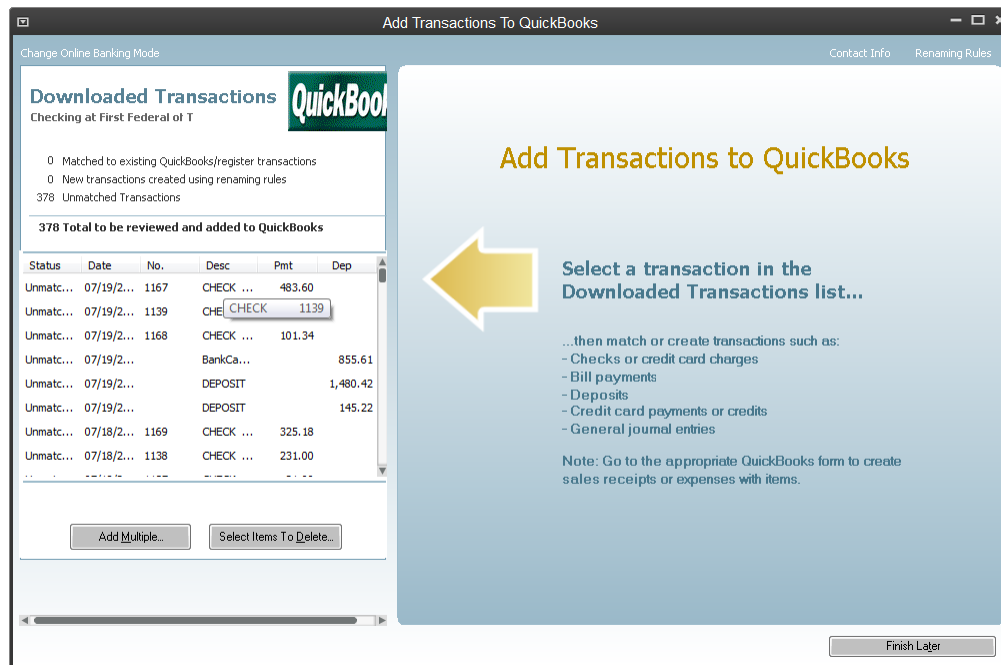 Add Transactions To QuickBooks
Change Online Banking Mode
Contact Info Renaming Rules
Downloaded Transactions
Checking at First Federal of T
QuickBool
0 Matched to existing QuickBooks/register transactions
0 New transactions created using renaming rules
378 Unmatched Transactions
378 Total to be reviewed and added to QuickBooks
Status Date No. Desc Pmt Dep
Unmatc... 07/19/2... 1167 CHECK ... 483.60
Unmatc... 07/19/2... 1139 CHE
CHECK 1139
Unmatc... 07/19/2... 1168 CHECK ... 101.34
Unmatc... 07/19/2... BankCa... 855.61
Unmatc... 07/19/2... DEPOSIT 1,480.42
Unmatc... 07/19/2... DEPOSIT 145.22
Unmatc... 07/18/2... 1169 CHECK ... 325.18
Unmatc... 07/18/2... 1138 CHECK ... 231.00
Add Multiple...
Select Items To Delete...
Add Transactions to QuickBooks
Select a transaction in the
Downloaded Transactions list...
...then match or create transactions such as:
- Checks or credit card charges
- Bill payments
- Deposits
- Credit card payments or credits
- General journal entries
Note: Go to the appropriate QuickBooks form to create
sales receipts or expenses with items.
Finish Later